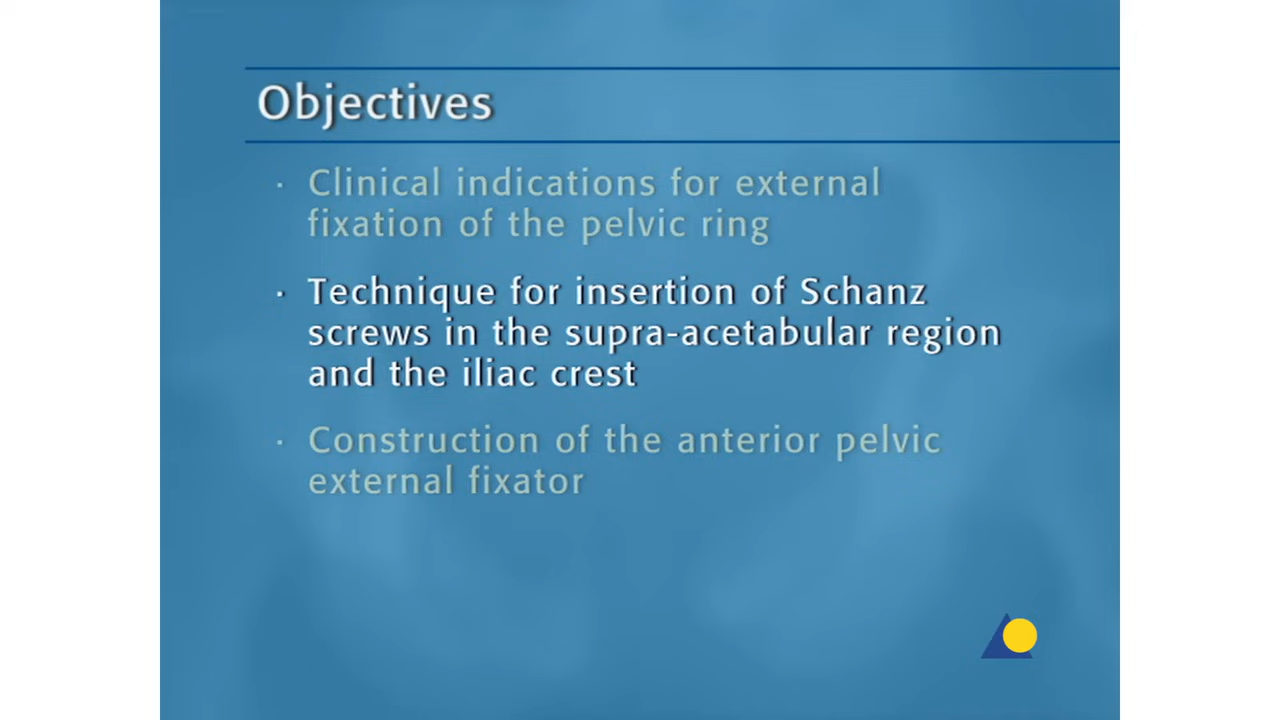 Objectives
· Clinical indications for external
fixation of the pelvic ring
· Technique for insertion of Schanz
screws in the supra-acetabular region
and the iliac crest
· Construction of the anterior pelvic
external fixator